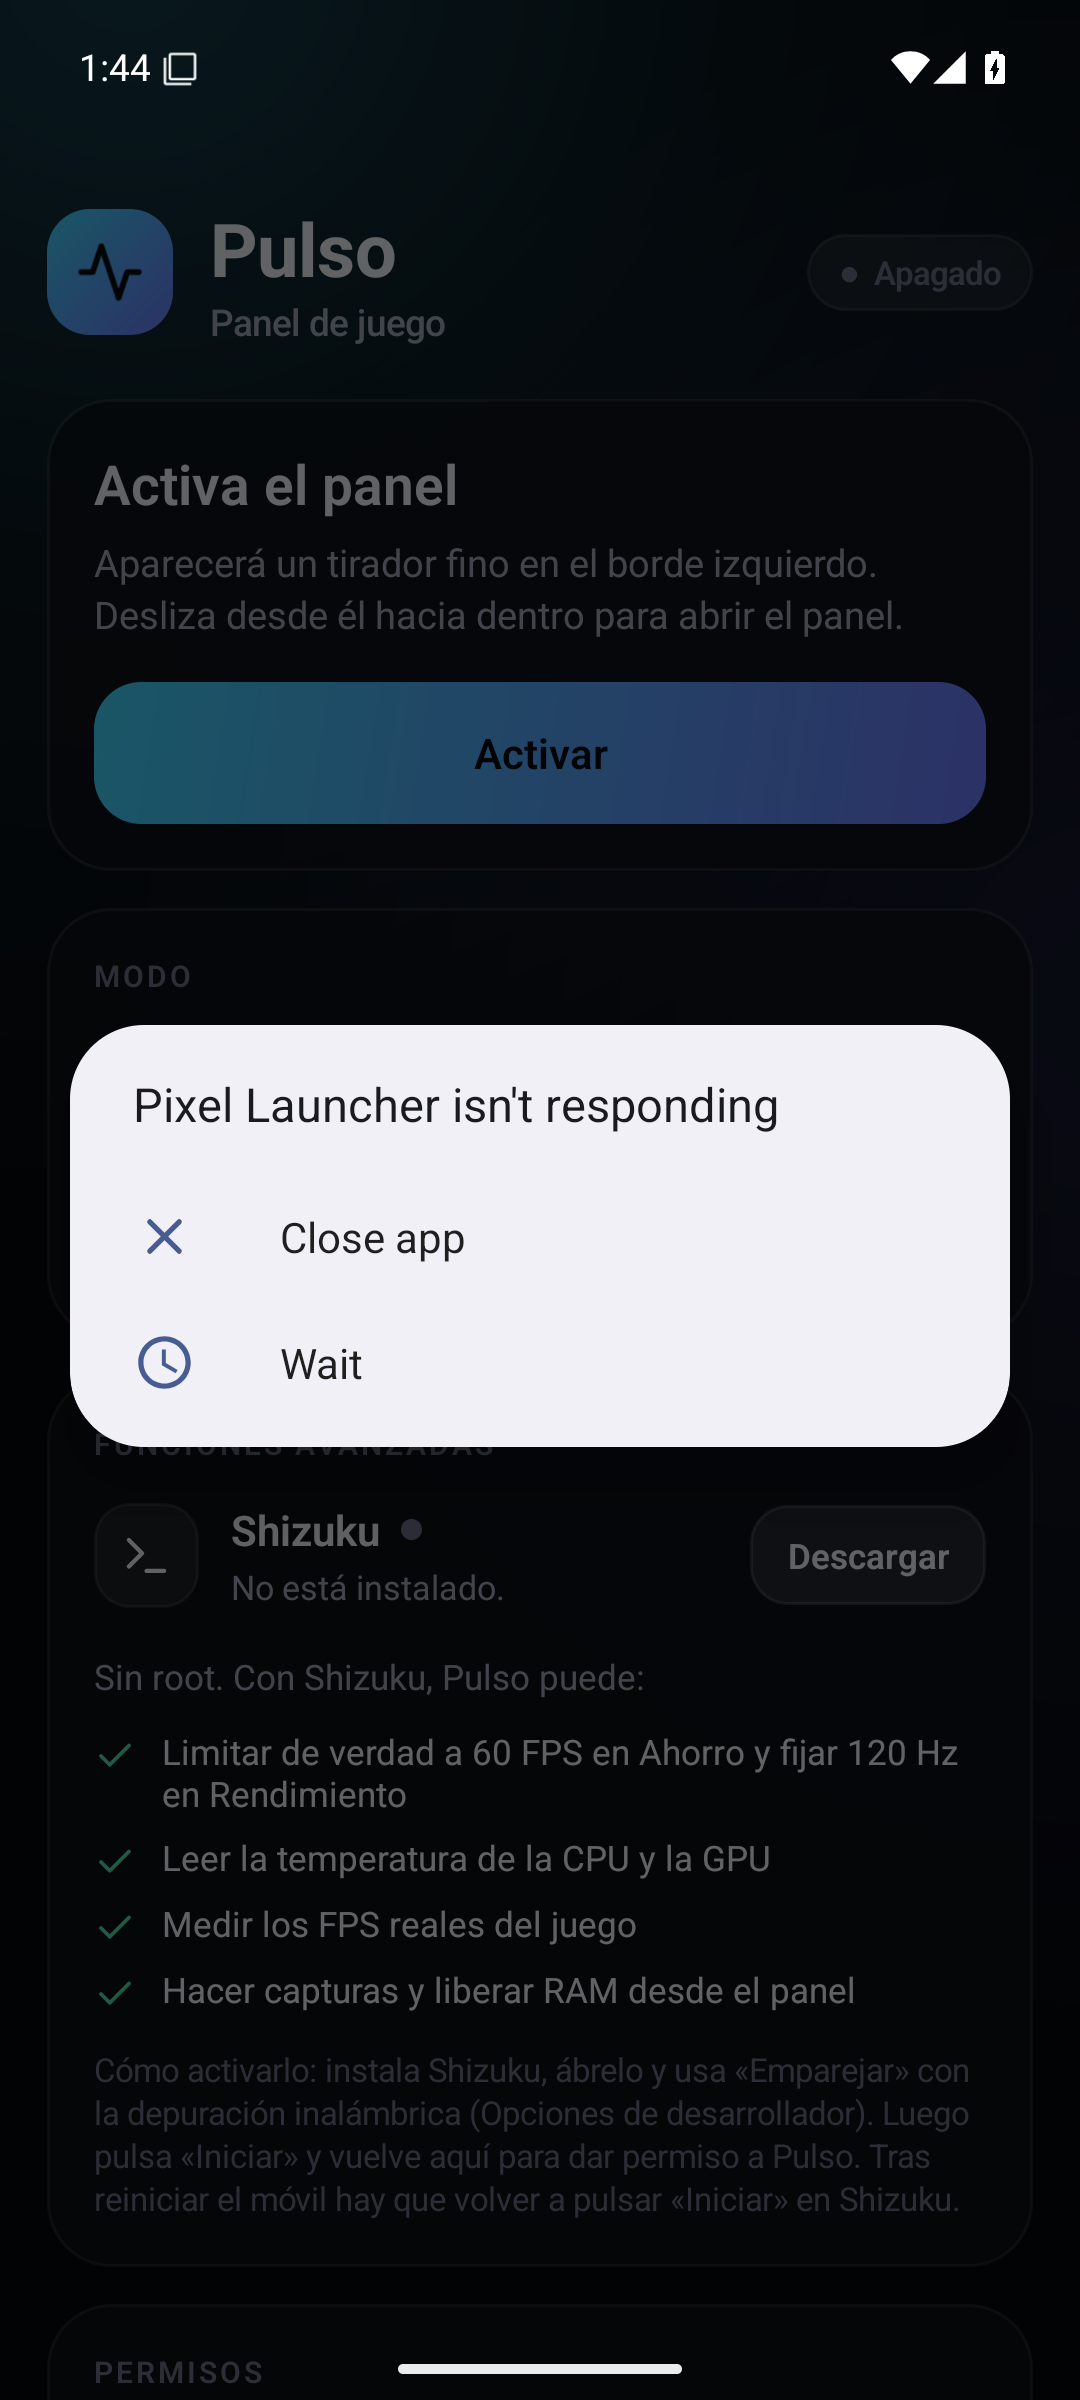 1:44
Pulso
Panel de juego
Apagado
Activa el panel
Aparecerá un tirador fino en el borde izquierdo.
Desliza desde él hacia dentro para abrir el panel.
Activar
MODO
Pixel Launcher isn't responding
Close app
Wait
FUNCIONES AVANZADAS
Shizuku
No está instalado.
Descargar
Sin root. Con Shizuku, Pulso puede:
Limitar de verdad a 60 FPS en Ahorro y fijar 120 Hz
en Rendimiento
Leer la temperatura de la CPU y la GPU
Medir los FPS reales del juego
Hacer capturas y liberar RAM desde el panel
Cómo activarlo: instala Shizuku, ábrelo y usa «Emparejar» con
la depuración inalámbrica (Opciones de desarrollador). Luego
pulsa «Iniciar» y vuelve aquí para dar permiso a Pulso. Tras
reiniciar el móvil hay que volver a pulsar «Iniciar» en Shizuku.
PERMISOS